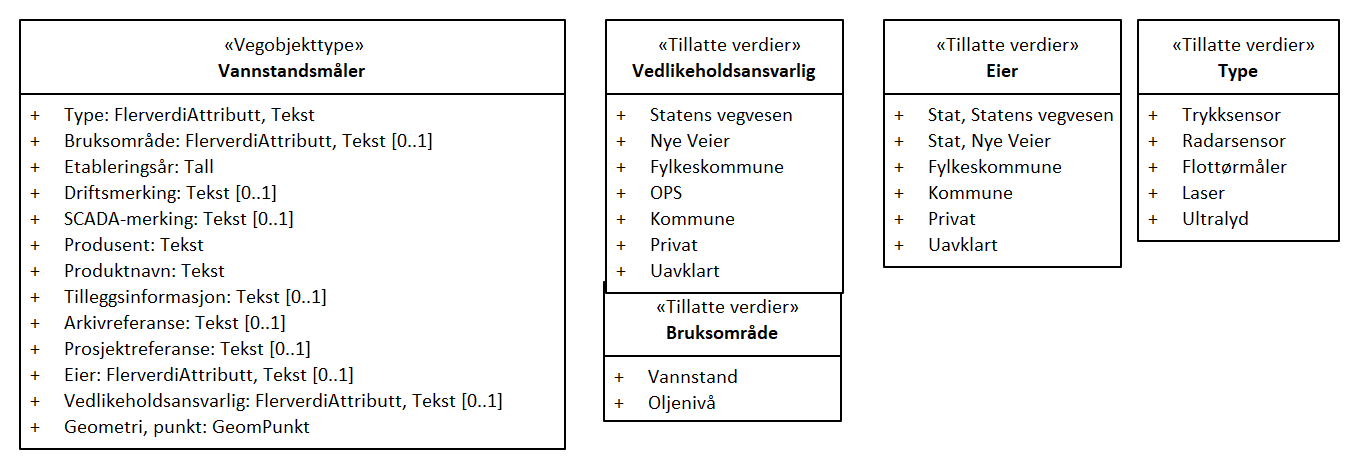 «Vegobjekttype»
Vannstandsmåler
+ Type: FlerverdiAttributt, Tekst
+ Bruksområde: FlerverdiAttributt, Tekst [0..1]
+ Etableringsår: Tall
+ Driftsmerking: Tekst [0..1]
+ SCADA-merking: Tekst [0..1]
+ Produsent: Tekst
+ Produktnavn: Tekst
+ Tilleggsinformasjon: Tekst [0..1]
+ Arkivreferanse: Tekst [0..1]
+ Prosjektreferanse: Tekst [0..1]
+ Eier: FlerverdiAttributt, Tekst [0..1]
+ Vedlikeholdsansvarlig: FlerverdiAttributt, Tekst [0..1]
+ Geometri, punkt: GeomPunkt
«Tillatte verdier»
Vedlikeholdsansvarlig
+ Statens vegvesen
+ Nye Veier
+ Fylkeskommune
+ OPS
+ Kommune
+ Privat
+ Uavklart
«Tillatte verdier»
Bruksområde
+ Vannstand
+ Oljenivå
«Tillatte verdier»
Eier
+ Stat, Statens vegvesen
+ Stat, Nye Veier
+ Fylkeskommune
+ Kommune
+ Privat
+ Uavklart
«Tillatte verdier»
Type
+ Trykksensor
+ Radarsensor
+ Flottørmåler
+ Laser
+ Ultralyd